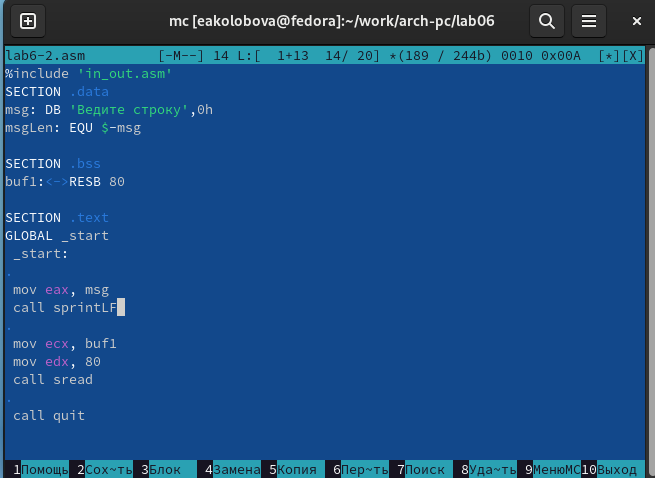 mc [eakolobova@fedora]:~/work/arch-pc/lab06
lab6-2.asm [-M--] 14 L:[ 1+13 14/ 20] *(189 / 244b) 0010 0x00A [*][X]
%include 'in_out.asm'
SECTION .data
msg: DB 'Ведите строку',0h
msgLen: EQU $-msg
SECTION .bss
buf1:<->RESB 80
SECTION .text
GLOBAL _start
_start:
.
mov eax, msg
call sprintLF
.
mov ecx, buf1
mov edx, 80
call sread
.
call quit
1Помощь 2Сох~ть 3Блок 4Замена 5Копия 6Пер~ть 7Поиск 8Уда~ть 9МенюMC 10Выход